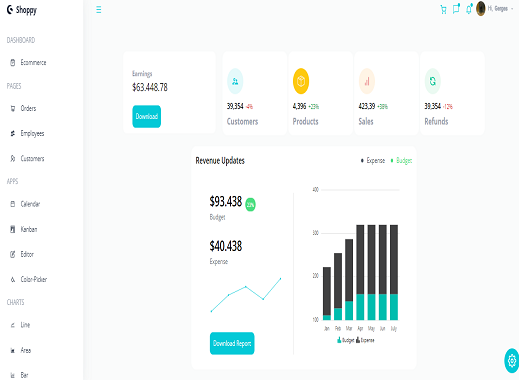 Shoppy
Hi, Gorgea
DASHBOARD
Ecommerce
PAGES
Orders
Employees
Customers
APPS
Calendar
Kanban
Editor
Color-Picker
CHARTS
Line
Area
Bar
Earnings
$63.448.78
Download
39,354 -4%
Customers
4,396 +23%
Products
423,39 +38%
Sales
39,354 -12%
Refunds
Revenue Updates
Expense
Budget
$93.438
Budget
$40.438
Expense
Download Report
400
300
200
100
Jan Feb Mar Apr May Jun July
Budget Expense